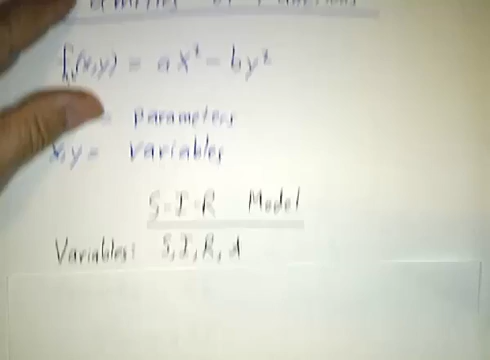 f(x,y) = ax² - by²
= parameters
x,y = variables
S-I-R Model
Variables: S, I, R,